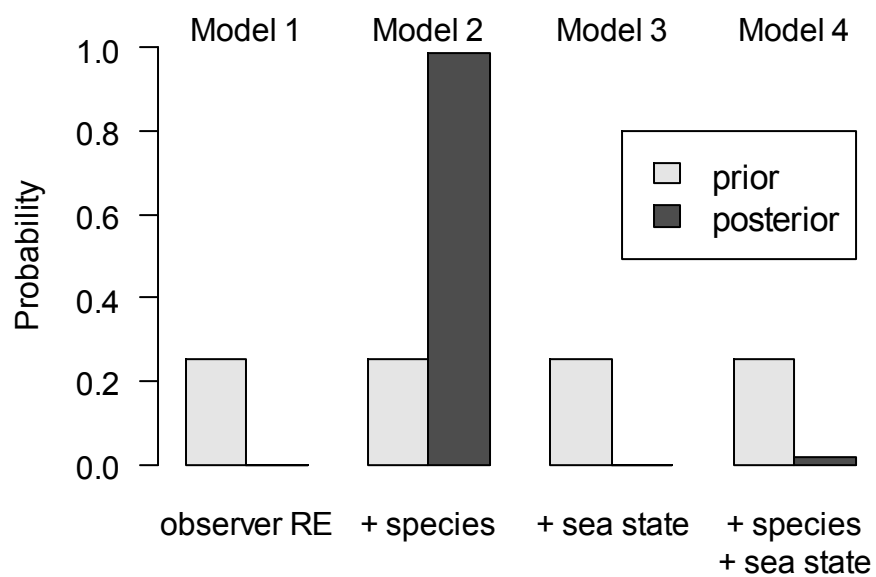 Model 1 Model 2 Model 3 Model 4
1.0
0.8
0.6
0.4
0.2
0.0
Probability
prior
posterior
observer RE + species + sea state + species
+ sea state